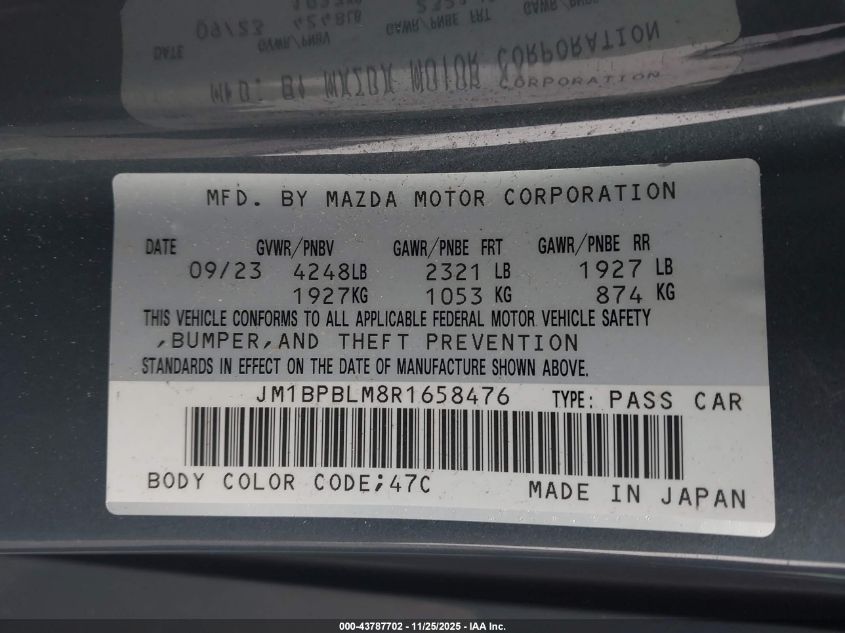 MFD. BY MAZDA MOTOR CORPORATION
DATE GVWR/PNBV GAWR/PNBE FRT GAWR/PNBE RR
09/23 4248LB 2321 LB 1927 LB
1927KG 1053 KG 874 KG
THIS VEHICLE CONFORMS TO ALL APPLICABLE FEDERAL MOTOR VEHICLE SAFETY
,BUMPER,AND THEFT PREVENTION
STANDARDS IN EFFECT ON THE DATE OF MANUFACTURE SHOWN ABOVE.
JM1BPBLM8R1658476 TYPE: PASS CAR
BODY COLOR CODE;47C MADE IN JAPAN
000-43787702 - 11/25/2025 - IAA Inc.